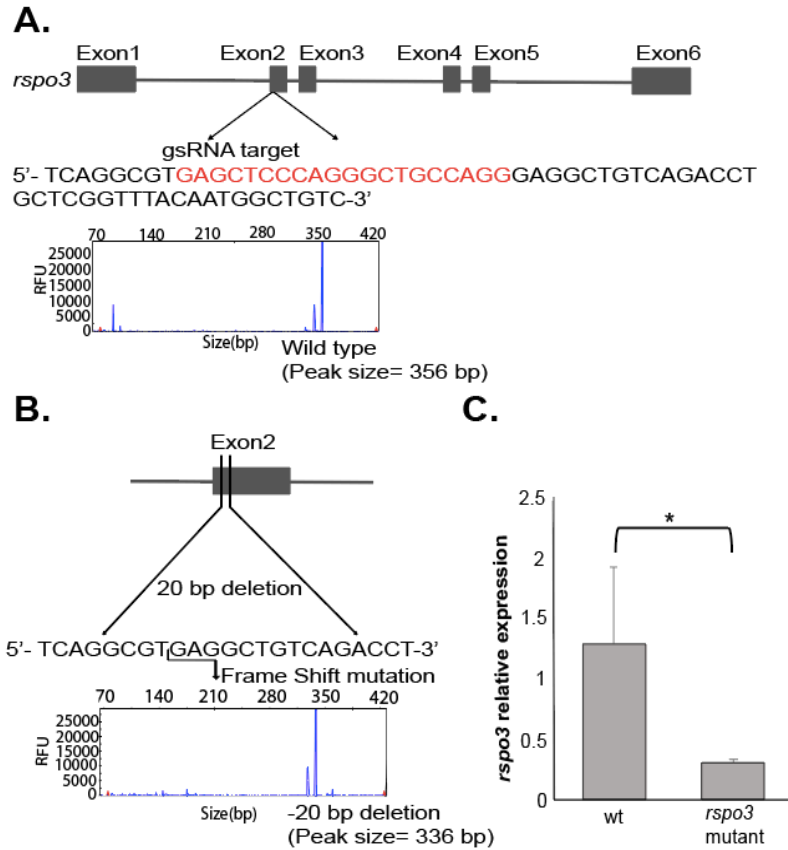 A.
Exon1 Exon2 Exon3 Exon4 Exon5 Exon6
rspo3
gsRNA target
5'- TCAGGCGTGAGCTCCCAGGGCTGCCAGGGAGGCTGTCAGACCT
GCTCGGTTTACAATGGCTGTC-3'
70 140 210 280 350 420
25000
20000
15000
10000
5000
0
RFU
Size(bp)
Wild type
(Peak size= 356 bp)
B.
Exon2
20 bp deletion
5'- TCAGGCGTGAGGCTGTCAGACCT-3'
Frame Shift mutation
70 140 210 280 350 420
25000
20000
15000
10000
5000
0
RFU
Size(bp)
-20 bp deletion
(Peak size= 336 bp)
C.
2.5
2
1.5
1
0.5
0
rspo3 relative expression
*
wt
rspo3
mutant